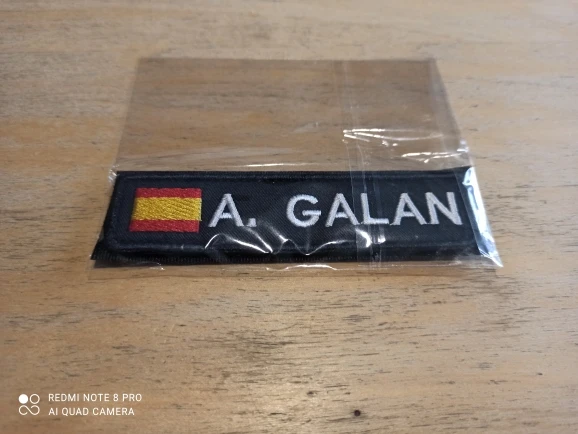 A. GALAN
REDMI NOTE 8 PRO
AI QUAD CAMERA